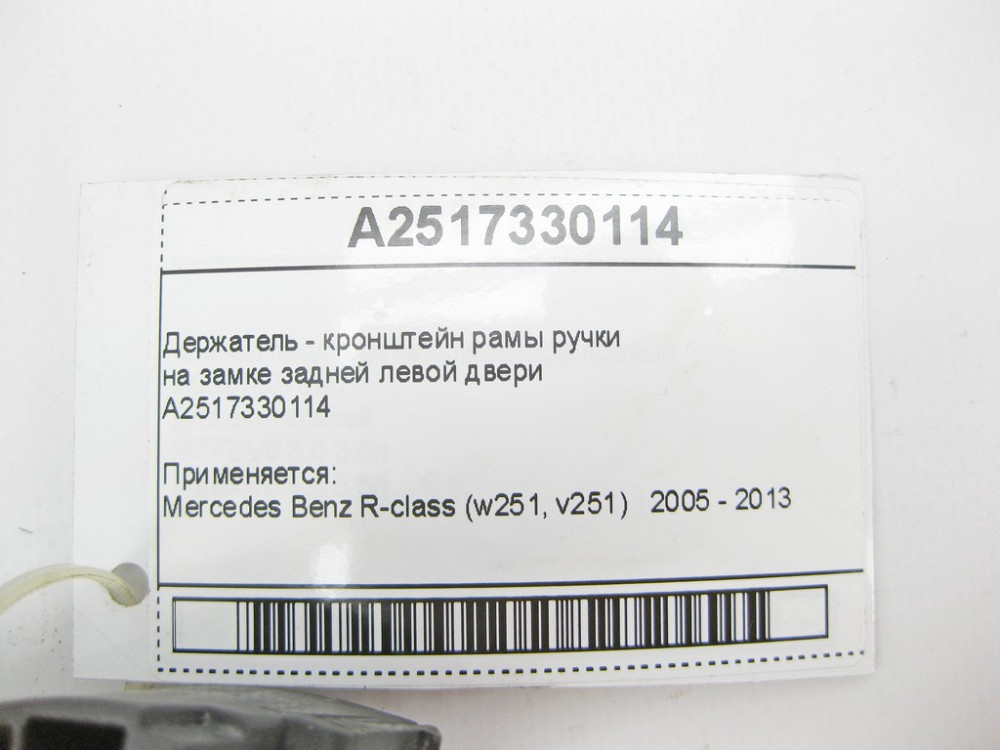 A2517330114
Держатель - кронштейн рамы ручки
на замке задней левой двери
A2517330114
Применяется:
Mercedes Benz R-class (w251, v251) 2005 - 2013